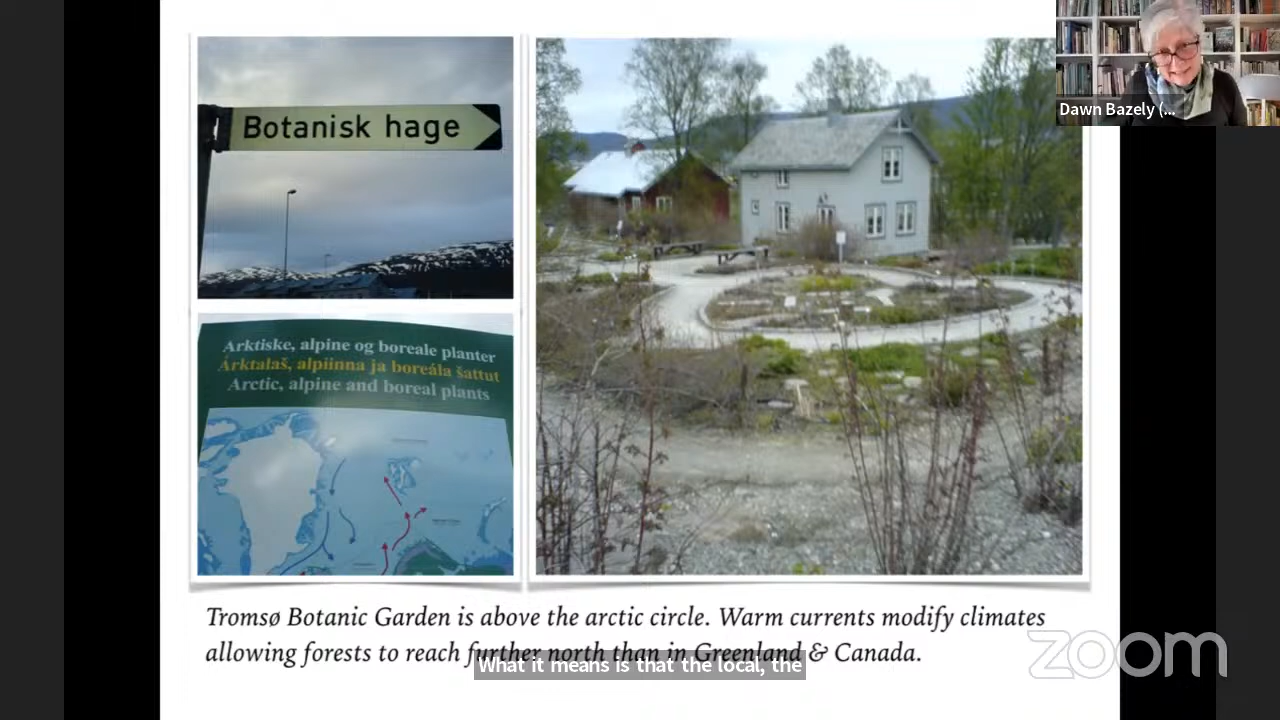 Botanisk hage
Dawn Bazely (...
Arktiske, alpine og boreale planter
Árktalaš, alpiinna ja boreála šattut
Arctic, alpine and boreal plants
Tromsø Botanic Garden is above the arctic circle. Warm currents modify climates
allowing forests to reach further north than in Greenland & Canada.
What it means is that the local, the
zoom